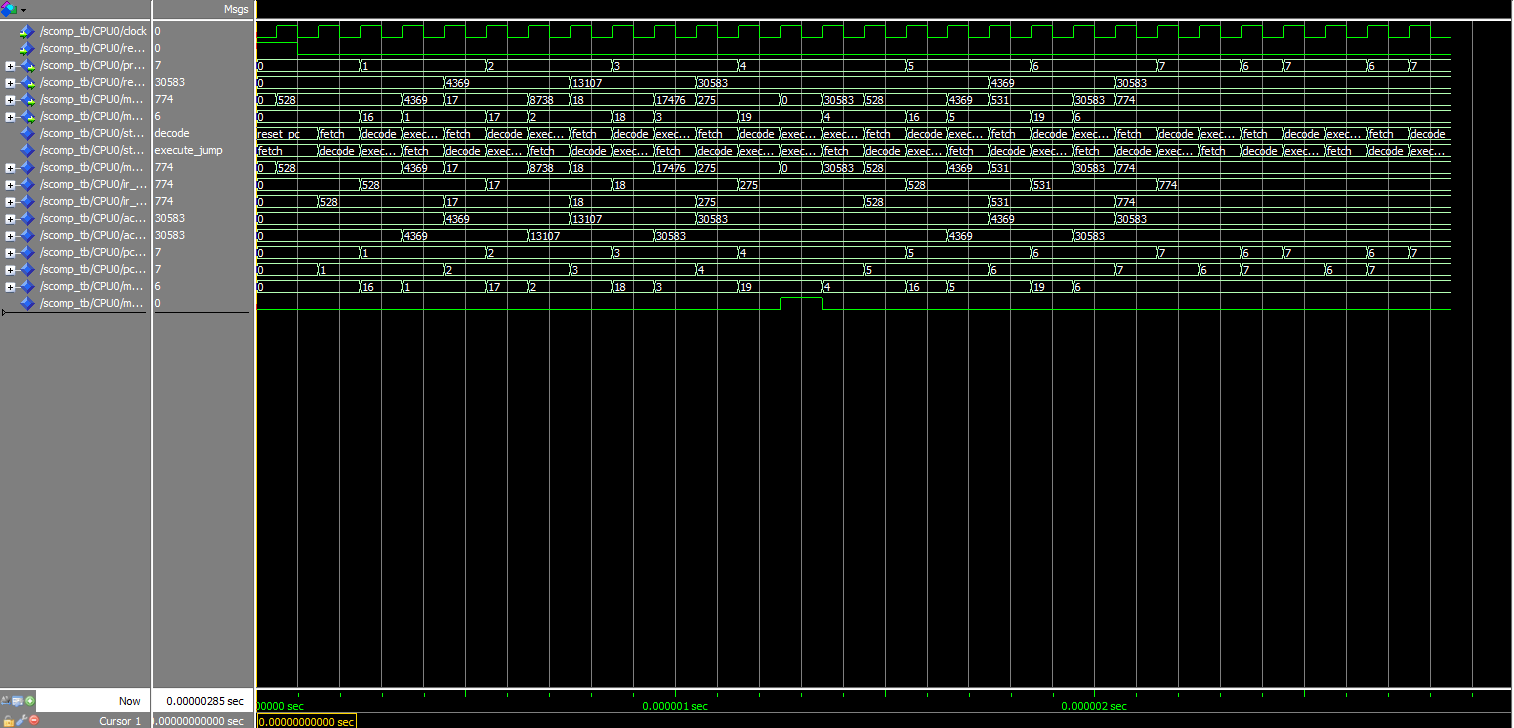 Msgs
/scomp_tb/CPU0/clock 0
/scomp_tb/CPU0/re... 0
/scomp_tb/CPU0/pr... 7 0 1 2 3 4 5 6 7 6 7 6 7
/scomp_tb/CPU0/re... 30583 0 4369 13107 30583 4369 30583
/scomp_tb/CPU0/m... 774 0 528 4369 17 8738 18 17476 275 0 30583 528 4369 531 30583 774
/scomp_tb/CPU0/m... 6 0 16 1 17 2 18 3 19 4 16 5 19 6
/scomp_tb/CPU0/st... decode reset_pc fetch decode exec... fetch decode exec... fetch decode exec... fetch decode exec... exec... fetch decode exec... fetch decode exec... fetch decode exec... fetch decode exec... fetch decode
/scomp_tb/CPU0/st... execute_jump fetch decode exec... fetch decode exec... fetch decode exec... fetch decode exec... exec... fetch decode exec... fetch decode exec... fetch decode exec... fetch decode exec... fetch decode exec...
/scomp_tb/CPU0/m... 774 0 528 4369 17 8738 18 17476 275 0 30583 528 4369 531 30583 774
/scomp_tb/CPU0/ir_... 774 0 528 17 18 275 528 531 774
/scomp_tb/CPU0/ir_... 774 0 528 17 18 275 528 531 774
/scomp_tb/CPU0/ac... 30583 0 4369 13107 30583 4369 30583
/scomp_tb/CPU0/ac... 30583 0 4369 13107 30583 4369 30583
/scomp_tb/CPU0/pc... 7 0 1 2 3 4 5 6 7 6 7 6 7
/scomp_tb/CPU0/pc... 7 0 1 2 3 4 5 6 7 6 7 6 7
/scomp_tb/CPU0/m... 6 0 16 1 17 2 18 3 19 4 16 5 19 6
/scomp_tb/CPU0/m... 0
Now 0.00000285 sec 00000 sec 0.000001 sec 0.000002 sec
Cursor 1 0.00000000000 sec 0.00000000000 sec